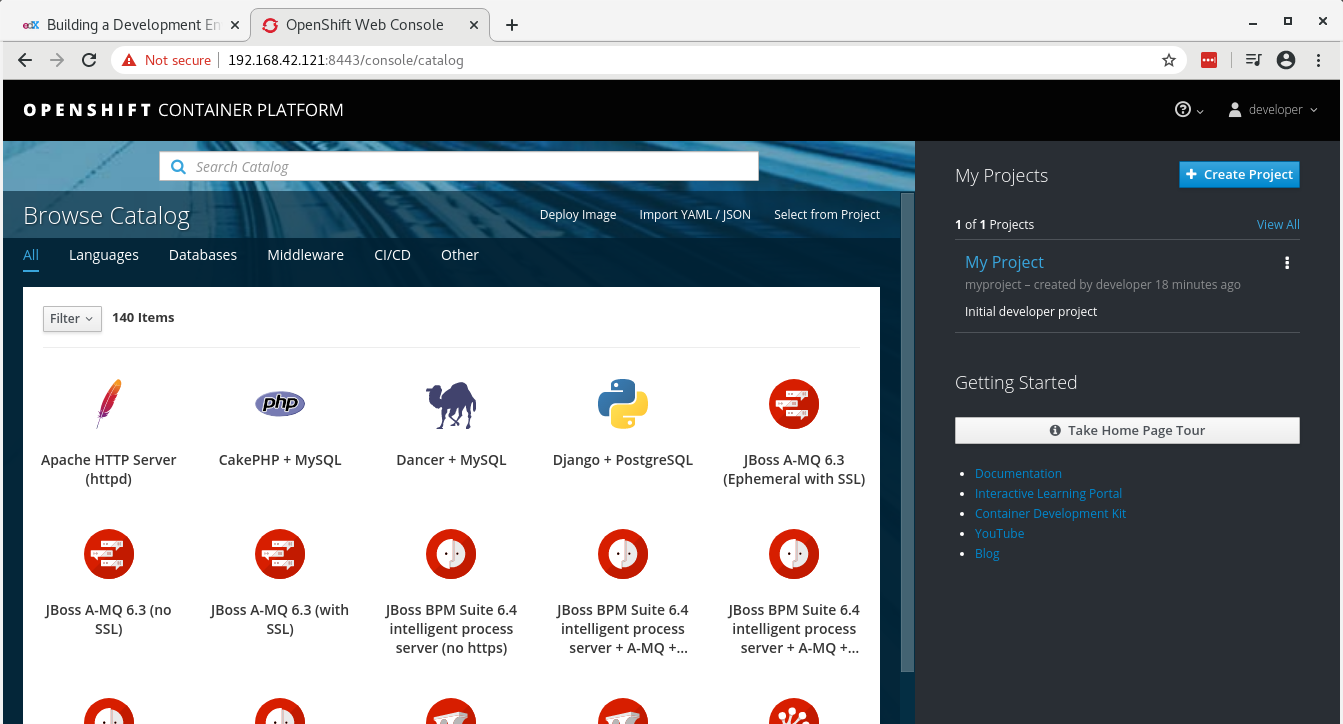 edX Building a Development En
OpenShift Web Console
Not secure 192.168.42.121:8443/console/catalog
OPENSHIFT CONTAINER PLATFORM
developer
Search Catalog
Browse Catalog
Deploy Image Import YAML / JSON Select from Project
All Languages Databases Middleware CI/CD Other
Filter 140 Items
php
Apache HTTP Server
(httpd)
CakePHP + MySQL
Dancer + MySQL
Django + PostgreSQL
JBoss A-MQ 6.3
(Ephemeral with SSL)
JBoss A-MQ 6.3 (no
SSL)
JBoss A-MQ 6.3 (with
SSL)
JBoss BPM Suite 6.4
intelligent process
server (no https)
JBoss BPM Suite 6.4
intelligent process
server + A-MQ +...
JBoss BPM Suite 6.4
intelligent process
server + A-MQ +...
My Projects
Create Project
1 of 1 Projects View All
My Project
myproject – created by developer 18 minutes ago
Initial developer project
Getting Started
Take Home Page Tour
Documentation
Interactive Learning Portal
Container Development Kit
YouTube
Blog